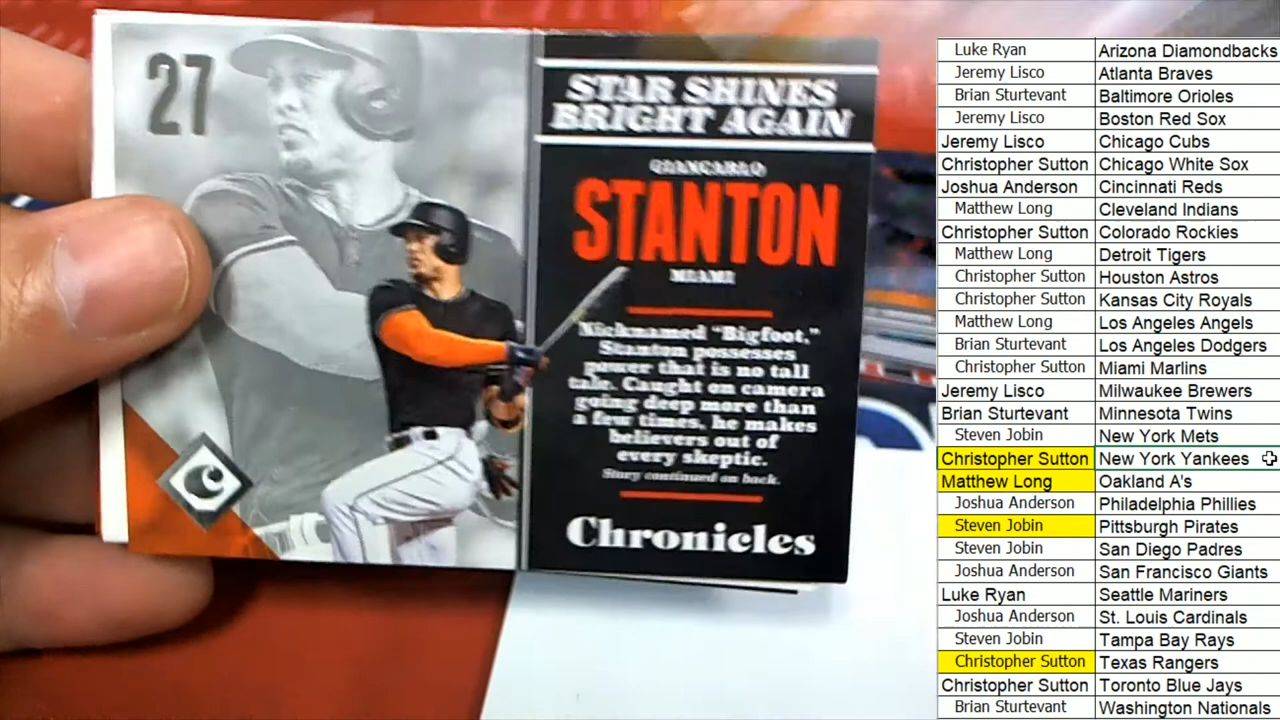 27
STAR SHINES
BRIGHT AGAIN
GIANCARLO
STANTON
MIAMI
Nicknamed "Bigfoot,"
Stanton possesses
power that is no tall
tale. Caught on camera
going deep more than
a few times, he makes
believers out of
every skeptic.
Story continued on back.
Chronicles
C
Luke Ryan Arizona Diamondbacks
Jeremy Lisco Atlanta Braves
Brian Sturtevant Baltimore Orioles
Jeremy Lisco Boston Red Sox
Jeremy Lisco Chicago Cubs
Christopher Sutton Chicago White Sox
Joshua Anderson Cincinnati Reds
Matthew Long Cleveland Indians
Christopher Sutton Colorado Rockies
Matthew Long Detroit Tigers
Christopher Sutton Houston Astros
Christopher Sutton Kansas City Royals
Matthew Long Los Angeles Angels
Brian Sturtevant Los Angeles Dodgers
Christopher Sutton Miami Marlins
Jeremy Lisco Milwaukee Brewers
Brian Sturtevant Minnesota Twins
Steven Jobin New York Mets
Christopher Sutton New York Yankees
Matthew Long Oakland A's
Joshua Anderson Philadelphia Phillies
Steven Jobin Pittsburgh Pirates
Steven Jobin San Diego Padres
Joshua Anderson San Francisco Giants
Luke Ryan Seattle Mariners
Joshua Anderson St. Louis Cardinals
Steven Jobin Tampa Bay Rays
Christopher Sutton Texas Rangers
Christopher Sutton Toronto Blue Jays
Brian Sturtevant Washington Nationals